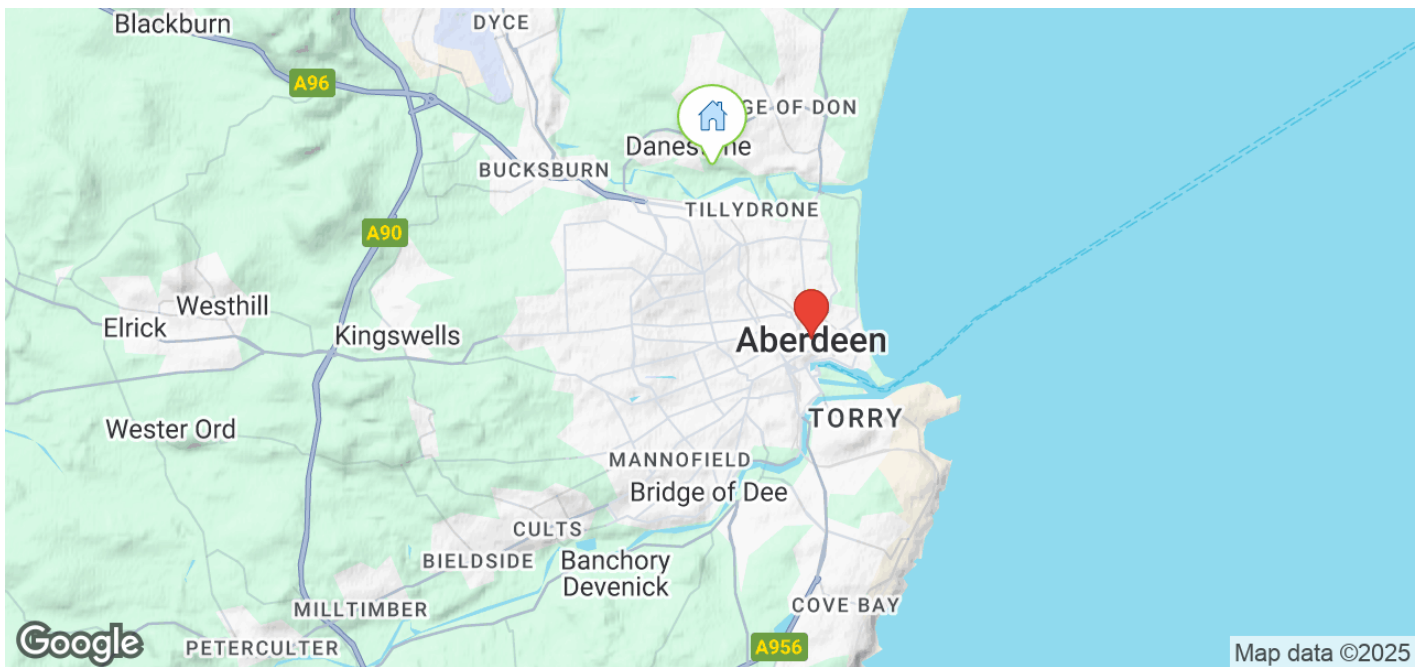 Blackburn
DYCE
A96
GE OF DON
BUCKSBURN
TILLYDRONE
A90
Westhill
Elrick
Kingswells
Aberdeen
TORRY
Wester Ord
MANNOFIELD
Bridge of Dee
CULTS
BIELDSIDE
Banchory
Devenick
MILLTIMBER
COVE BAY
PETERCULTER
A956
Google
Map data ©2025